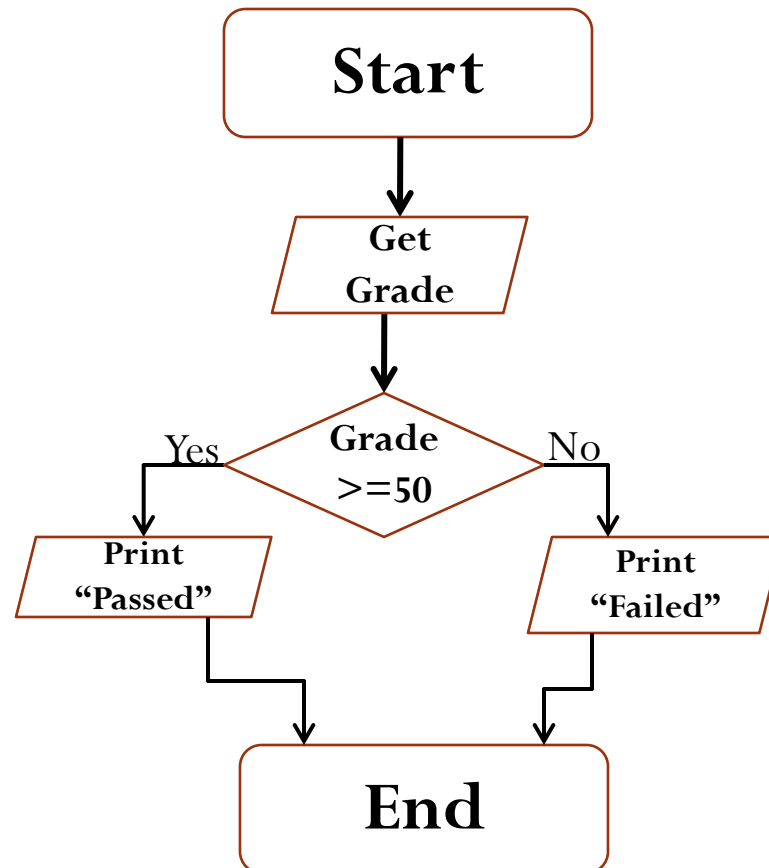 Start
Get
Grade
Grade
>=50
Yes
No
Print
“Passed”
Print
“Failed”
End